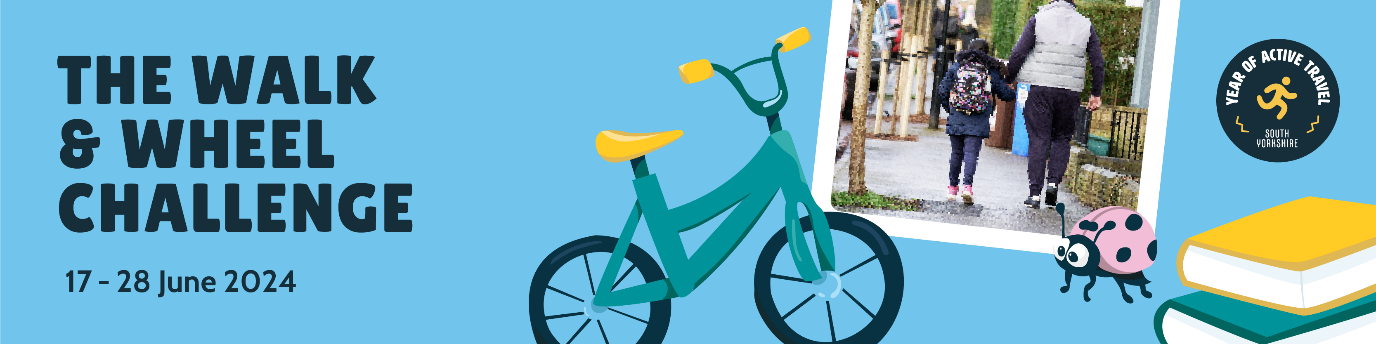 THE WALK
& WHEEL
CHALLENGE
17 - 28 June 2024
YEAR OF ACTIVE TRAVEL
SOUTH
YORKSHIRE